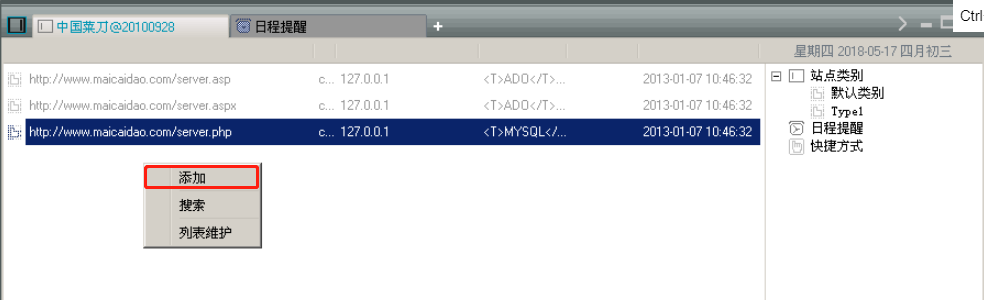 中国菜刀@20100928 日程提醒 +
Ctrl
星期四 2018-05-17 四月初三
http://www.maicaidao.com/server.asp c... 127.0.0.1 <T>ADO</T>... 2013-01-07 10:46:32
http://www.maicaidao.com/server.aspx c... 127.0.0.1 <T>ADO</T>... 2013-01-07 10:46:32
http://www.maicaidao.com/server.php c... 127.0.0.1 <T>MYSQL</... 2013-01-07 10:46:32
添加
搜索
列表维护
站点类别
默认类别
Type1
日程提醒
快捷方式